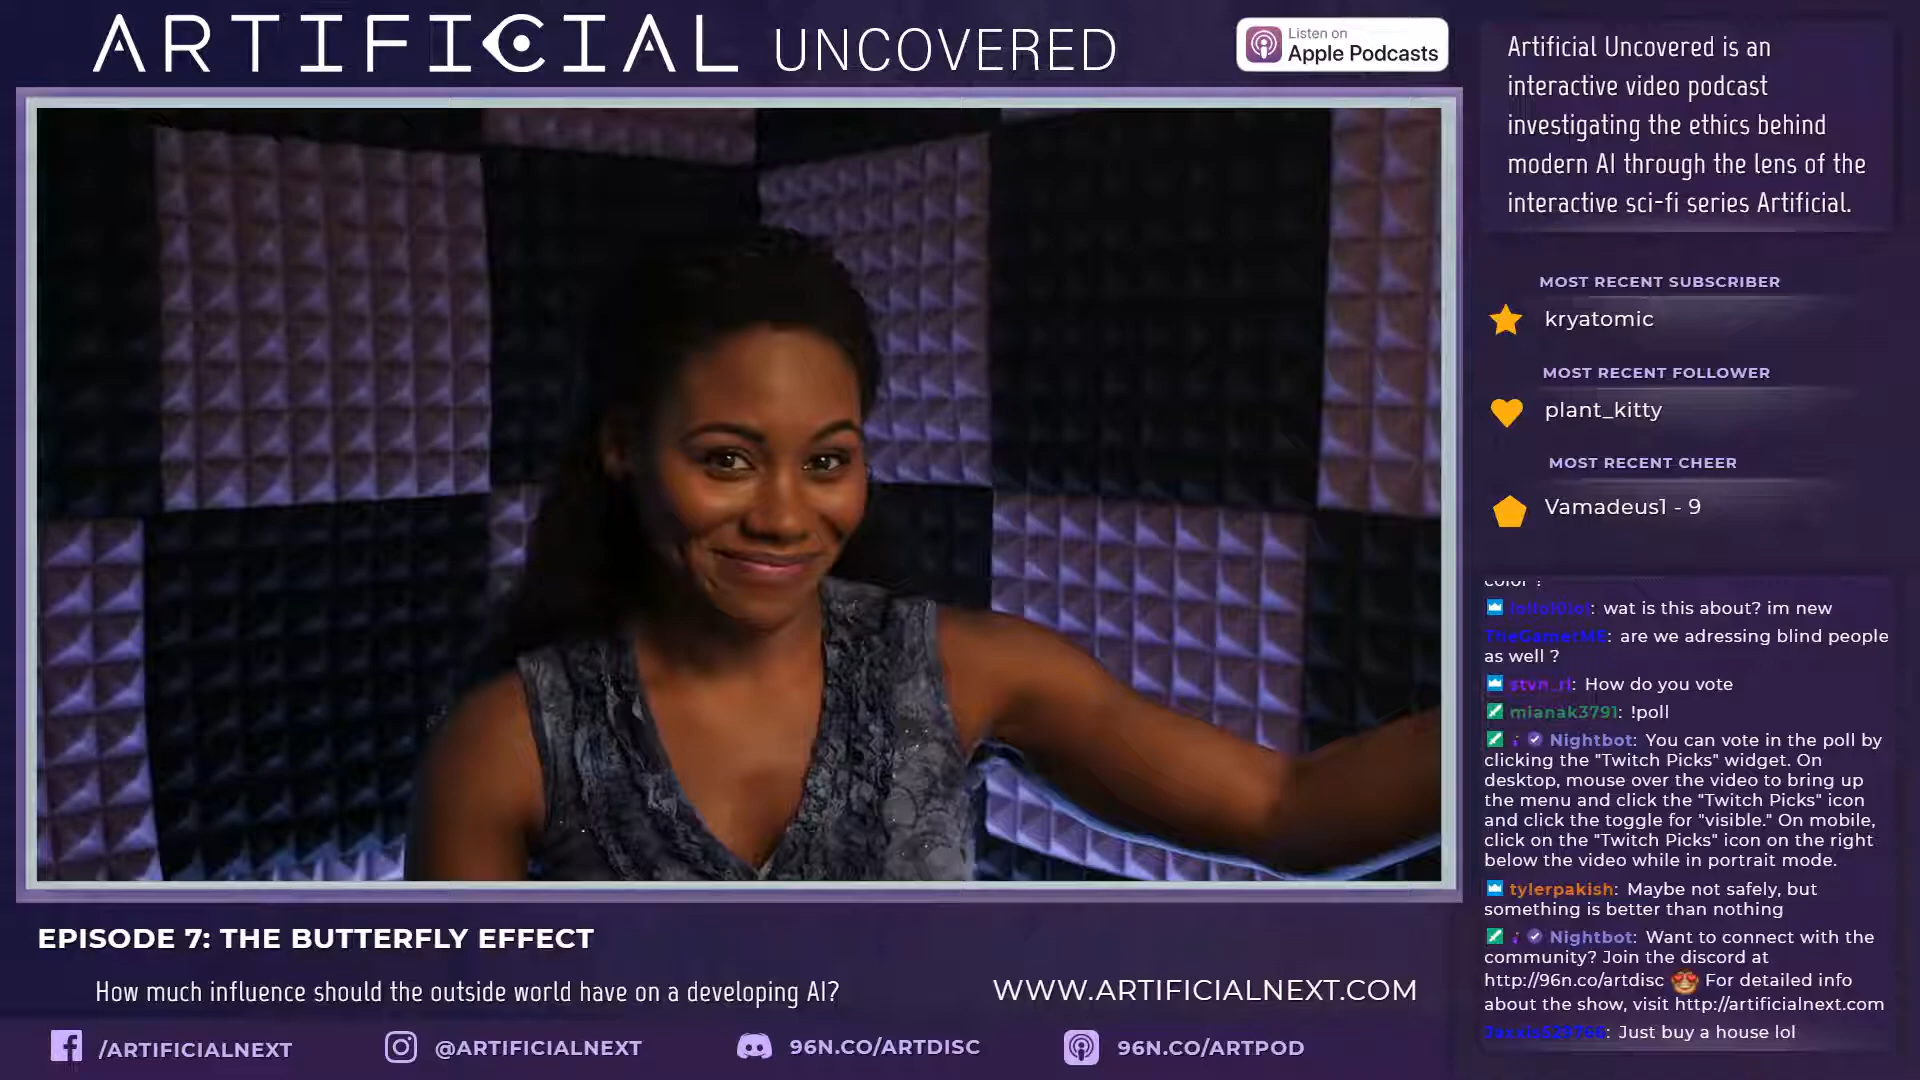 ARTIFICIAL UNCOVERED
Listen on
Apple Podcasts
Artificial Uncovered is an
interactive video podcast
investigating the ethics behind
modern AI through the lens of the
interactive sci-fi series Artificial.
MOST RECENT SUBSCRIBER
kryatomic
MOST RECENT FOLLOWER
plant_kitty
MOST RECENT CHEER
Vamadeus1 - 9
color ?
: wat is this about? im new
TheGamerME: are we adressing blind people
as well ?
stvn_rl: How do you vote
mianak3791: !poll
Nightbot: You can vote in the poll by
clicking the "Twitch Picks" widget. On
desktop, mouse over the video to bring up
the menu and click the "Twitch Picks" icon
and click the toggle for "visible." On mobile,
click on the "Twitch Picks" icon on the right
below the video while in portrait mode.
tylerpakish: Maybe not safely, but
something is better than nothing
Nightbot: Want to connect with the
community? Join the discord at
http://96n.co/artdisc For detailed info
about the show, visit http://artificialnext.com
: Just buy a house lol
EPISODE 7: THE BUTTERFLY EFFECT
How much influence should the outside world have on a developing AI?
WWW.ARTIFICIALNEXT.COM
/ARTIFICIALNEXT
@ARTIFICIALNEXT
96N.CO/ARTDISC
96N.CO/ARTPOD